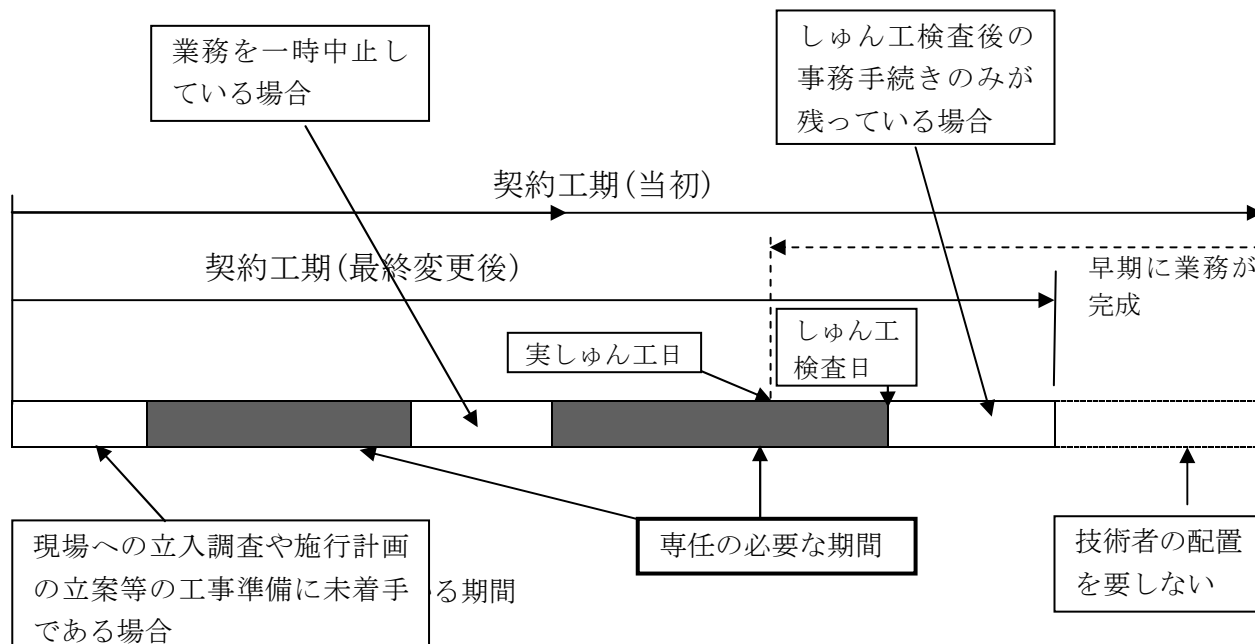 業務を一時中止し
ている場合
しゅん工検査後の
事務手続きのみが
残っている場合
契約工期(当初)
契約工期(最終変更後)
早期に業務が
完成
実しゅん工日
しゅん工
検査日
現場への立入調査や施行計画
の立案等の工事準備に未着手
である場合
る期間
専任の必要な期間
技術者の配置
を要しない